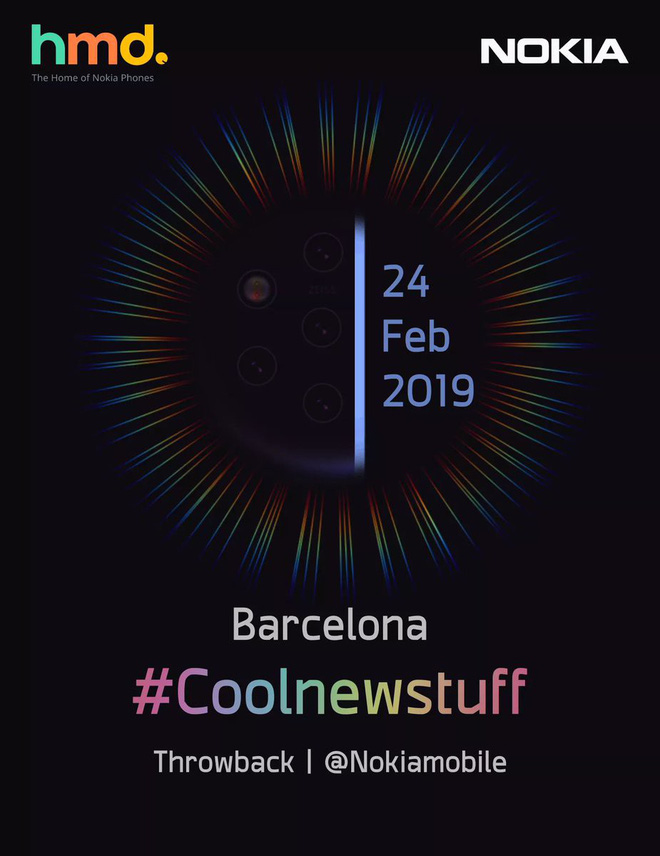 hmd.
The Home of Nokia Phones
NOKIA
24
Feb
2019
Barcelona
#Coolnewstuff
Throwback | @Nokiamobile